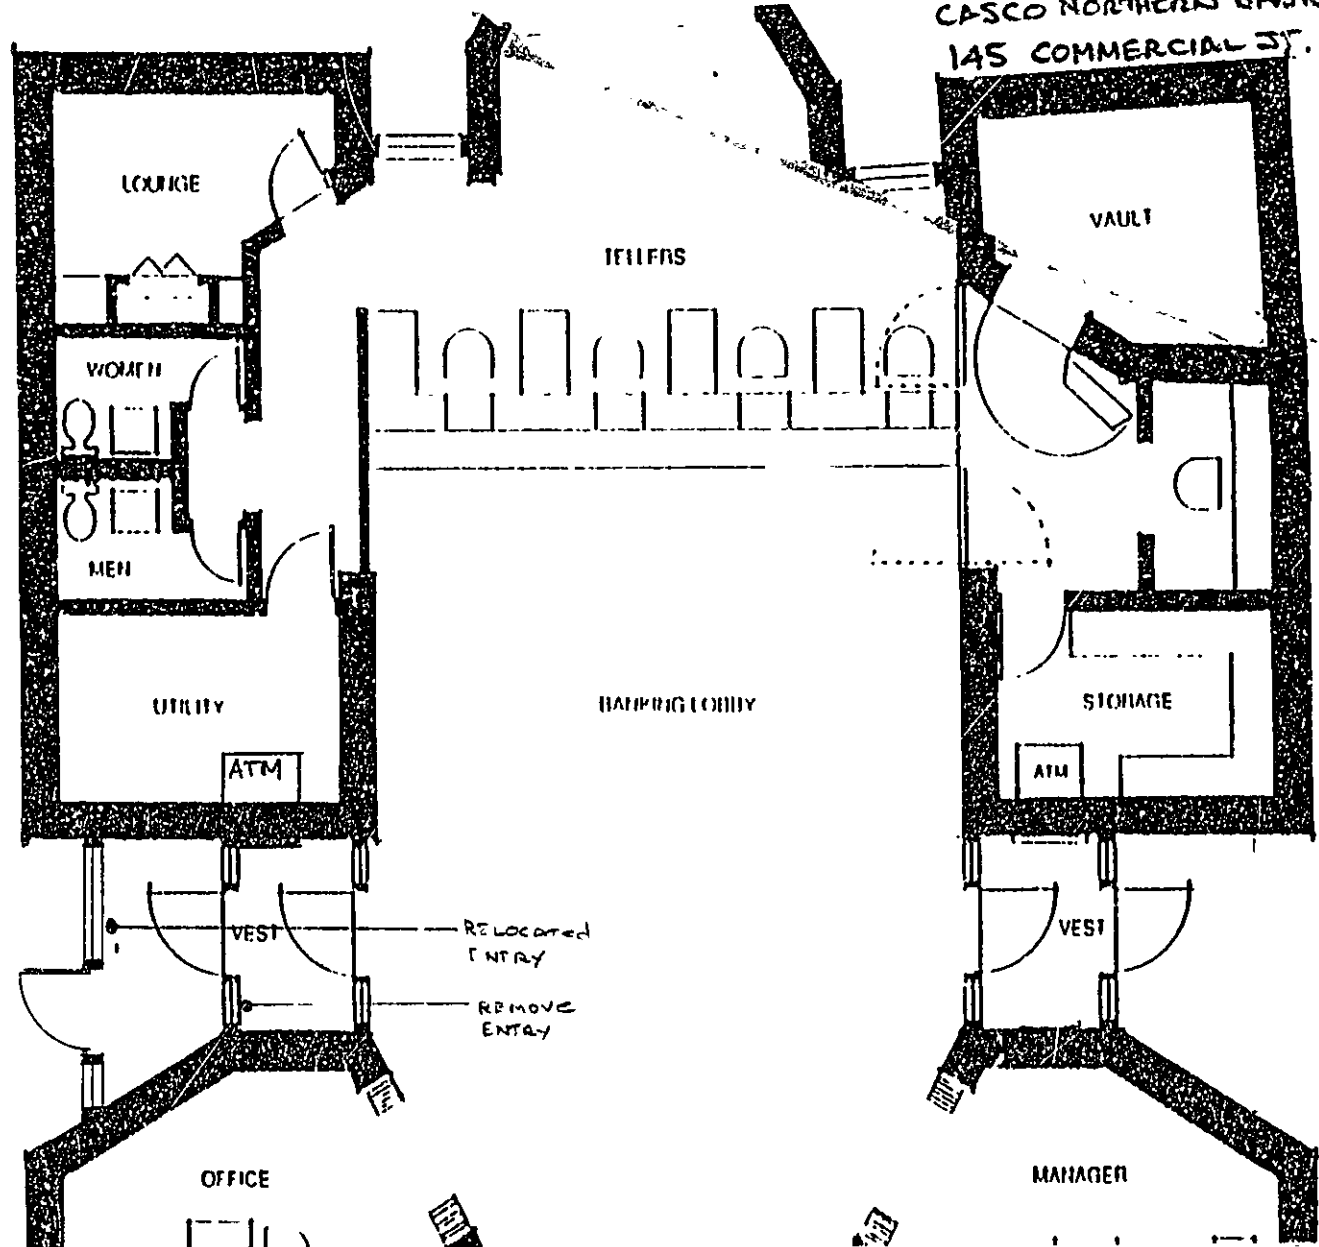 CASCO NORTHERN
145 COMMERCIAL ST.
LOUNGE
VAULT
TELLERS
WOMEN
MEN
UTILITY
BANKING LOBBY
STORAGE
ATM
ATM
VEST
VEST
RELOCATED
ENTRY
REMOVE
ENTRY
OFFICE
MANAGER